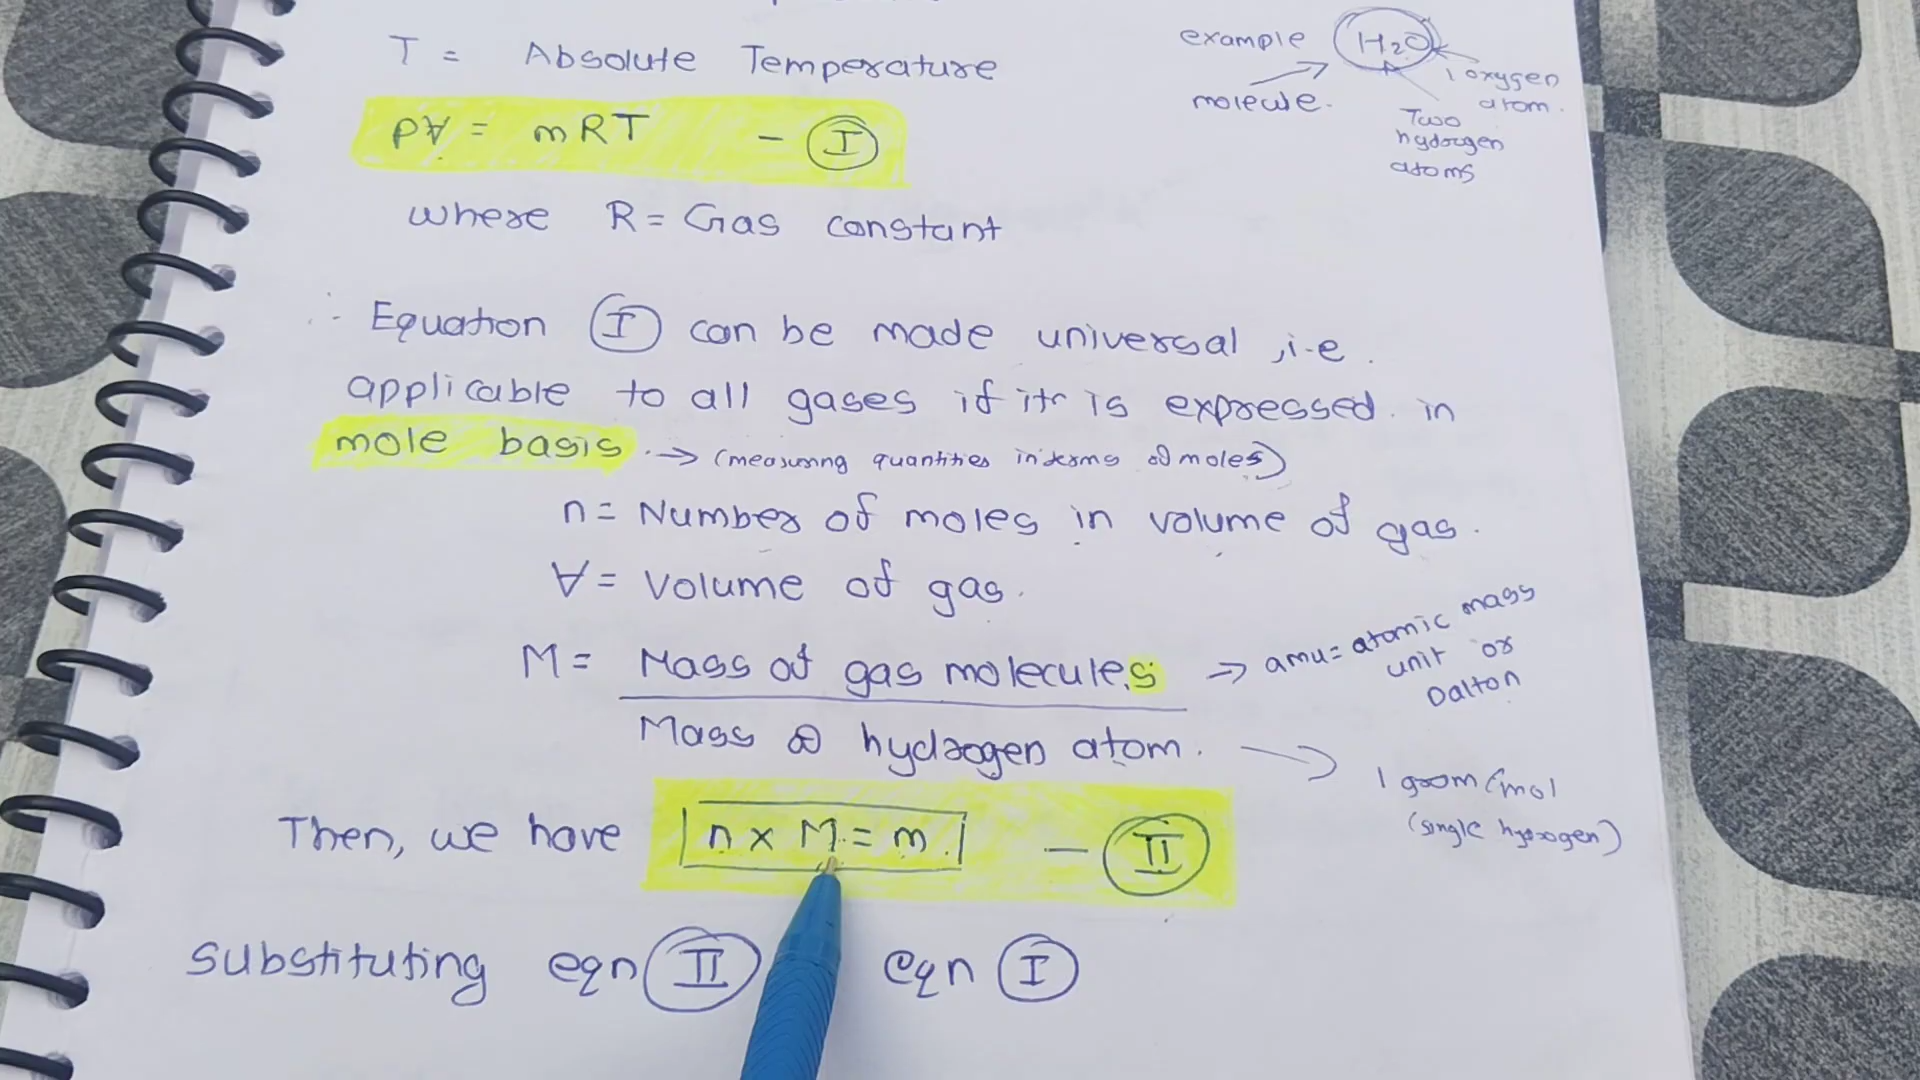 T = Absolute Temperature
P∀ = mRT - I
where R = Gas constant
example H₂O
molecule.
1 oxygen
atom.
Two
hydrogen
atoms
∴ Equation I can be made universal, i.e.
applicable to all gases if it is expressed in
mole basis. → (measuring quantities in terms of moles)
n = Number of moles in volume of gas.
∀ = Volume of gas.
M = Mass of gas molecules → amu = atomic mass
unit or
Dalton
Mass of hydrogen atom. → 1 gram/mol
(single hydrogen)
Then, we have n x M = m - II
substituting eqn II eqn I